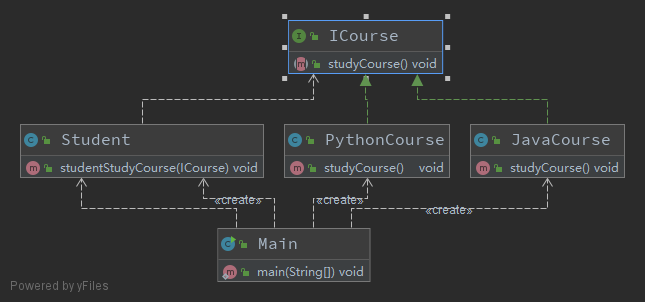 ICourse
studyCourse() void
Student
studentStudyCourse(ICourse) void
PythonCourse
studyCourse() void
JavaCourse
studyCourse() void
«create»
«create»
«create»
Main
main(String[]) void
Powered by yFiles